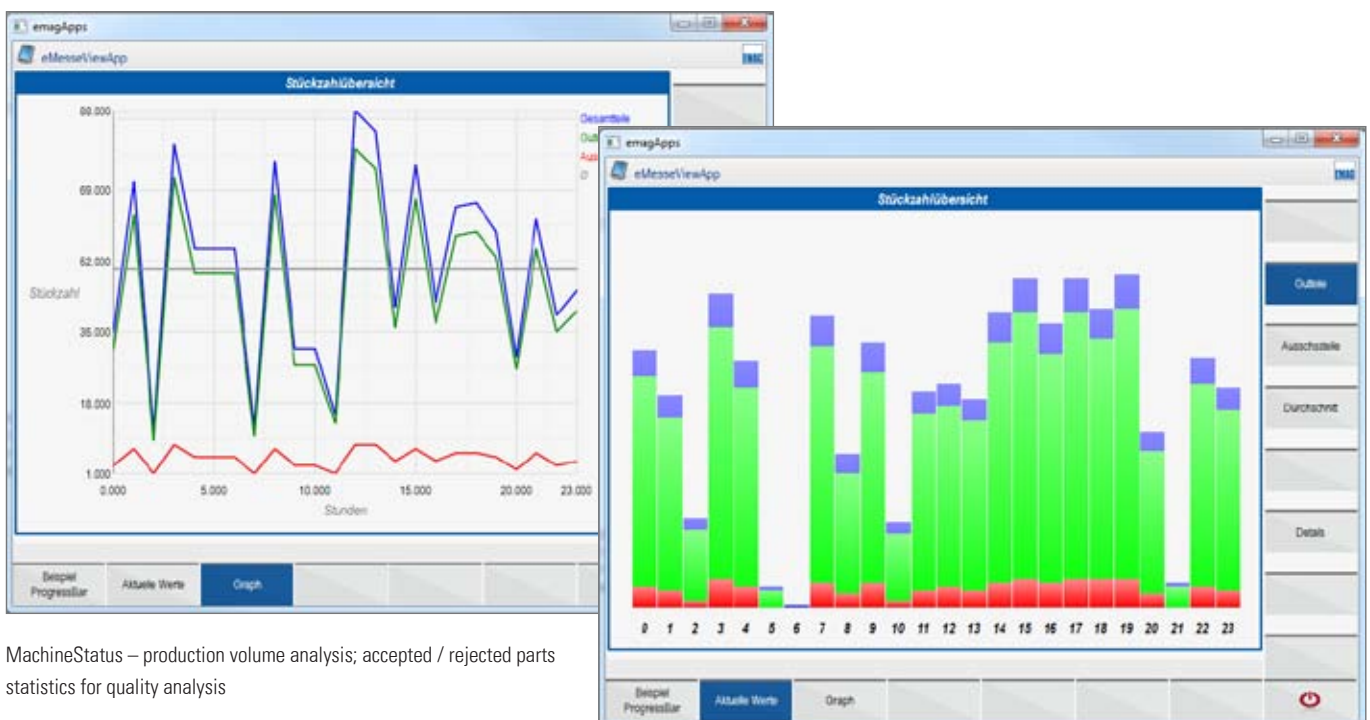 emagApps
eMesseViewApp
EMAG
Stückzahlübersicht
Gesamtteile
69.000
62.000
35.000
18.000
1.000
Stückzahl
0.000 5.000 10.000 15.000 20.000 23.000
Stunden
Beispiel
ProgressBar
Aktuelle Werte
Graph
MachineStatus – production volume analysis; accepted / rejected parts
statistics for quality analysis
emagApps
eMesseViewApp
EMAG
Stückzahlübersicht
Gutteile
Durchschnitt
Details
0 1 2 3 4 5 6 7 8 9 10 11 12 13 14 15 16 17 18 19 20 21 22 23
Beispiel
ProgressBar
Aktuelle Werte
Graph